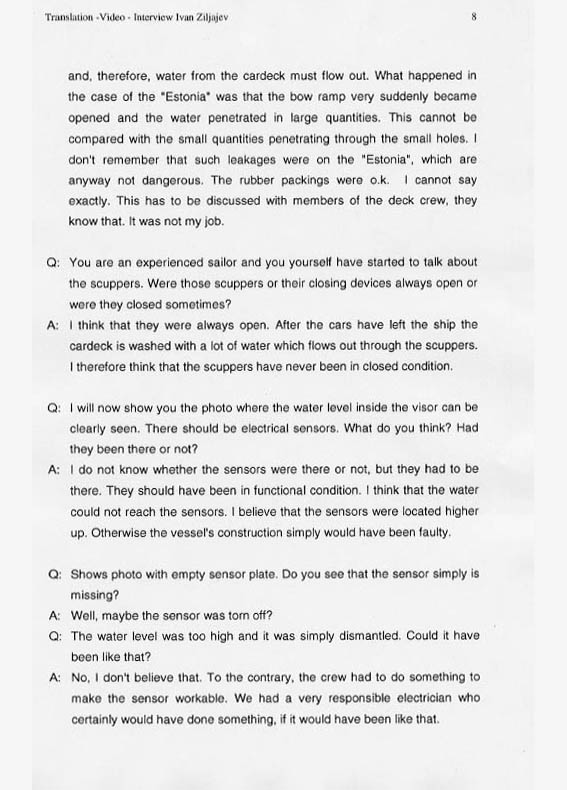 Translation -Video - Interview Ivan Ziljajev 8
and, therefore, water from the cardeck must flow out. What happened in
the case of the "Estonia" was that the bow ramp very suddenly became
opened and the water penetrated in large quantities. This cannot be
compared with the small quantities penetrating through the small holes. I
don't remember that such leakages were on the "Estonia", which are
anyway not dangerous. The rubber packings were o.k. I cannot say
exactly. This has to be discussed with members of the deck crew, they
know that. It was not my job.
Q: You are an experienced sailor and you yourself have started to talk about
the scuppers. Were those scuppers or their closing devices always open or
were they closed sometimes?
A: I think that they were always open. After the cars have left the ship the
cardeck is washed with a lot of water which flows out through the scuppers.
I therefore think that the scuppers have never been in closed condition.
Q: I will now show you the photo where the water level inside the visor can be
clearly seen. There should be electrical sensors. What do you think? Had
they been there or not?
A: I do not know whether the sensors were there or not, but they had to be
there. They should have been in functional condition. I think that the water
could not reach the sensors. I believe that the sensors were located higher
up. Otherwise the vessel's construction simply would have been faulty.
Q: Shows photo with empty sensor plate. Do you see that the sensor simply is
missing?
A: Well, maybe the sensor was torn off?
Q: The water level was too high and it was simply dismantled. Could it have
been like that?
A: No, I don't believe that. To the contrary, the crew had to do something to
make the sensor workable. We had a very responsible electrician who
certainly would have done something, if it would have been like that.